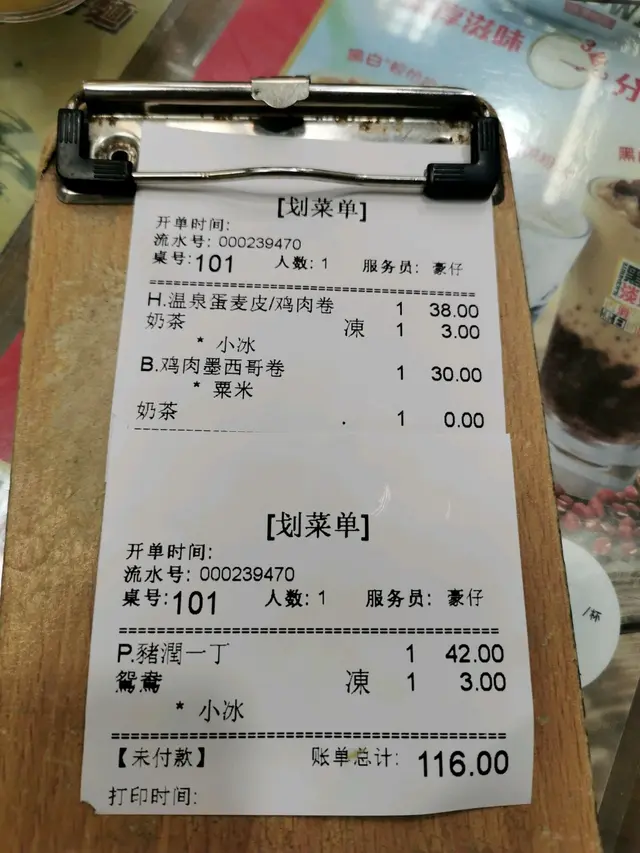 厚滋味
[划菜单]
开单时间:
流水号: 000239470
桌号:101 人数: 1 服务员: 豪仔
H.温泉蛋麦皮/鸡肉卷 1 38.00
奶茶 凍 1 3.00
* 小冰
B.鸡肉墨西哥卷 1 30.00
* 粟米
奶茶 . 1 0.00
[划菜单]
开单时间:
流水号: 000239470
桌号:101 人数: 1 服务员: 豪仔
P.豬潤一丁 1 42.00
鴛鴦 凍 1 3.00
* 小冰
【未付款】 账单总计: 116.00
打印时间:
/杯